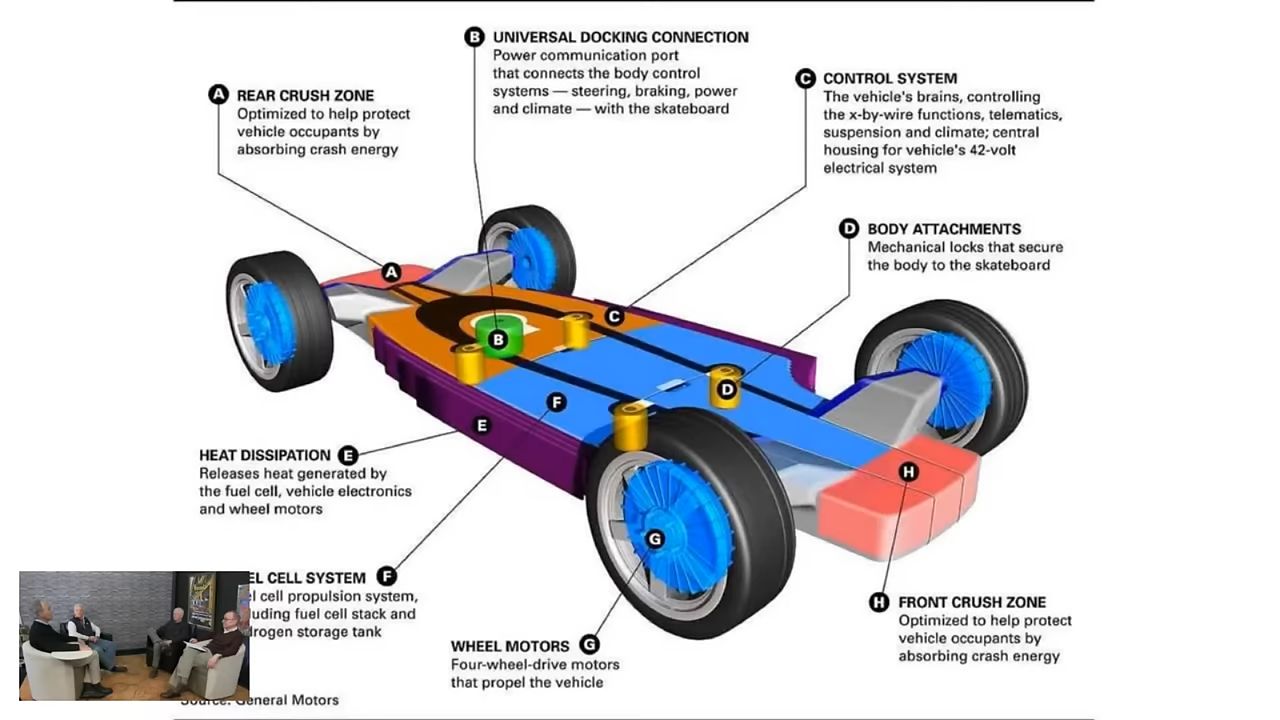 B UNIVERSAL DOCKING CONNECTION
Power communication port
that connects the body control
systems — steering, braking, power
and climate — with the skateboard
A REAR CRUSH ZONE
Optimized to help protect
vehicle occupants by
absorbing crash energy
C CONTROL SYSTEM
The vehicle's brains, controlling
the x-by-wire functions, telematics,
suspension and climate; central
housing for vehicle's 42-volt
electrical system
D BODY ATTACHMENTS
Mechanical locks that secure
the body to the skateboard
A
C
B
D
F
E
H
G
HEAT DISSIPATION E
Releases heat generated by
the fuel cell, vehicle electronics
and wheel motors
CELL SYSTEM F
cell propulsion system,
fuel cell stack and
storage tank
WHEEL MOTORS G
Four-wheel-drive motors
that propel the vehicle
H FRONT CRUSH ZONE
Optimized to help protect
vehicle occupants by
absorbing crash energy
Source: General Motors